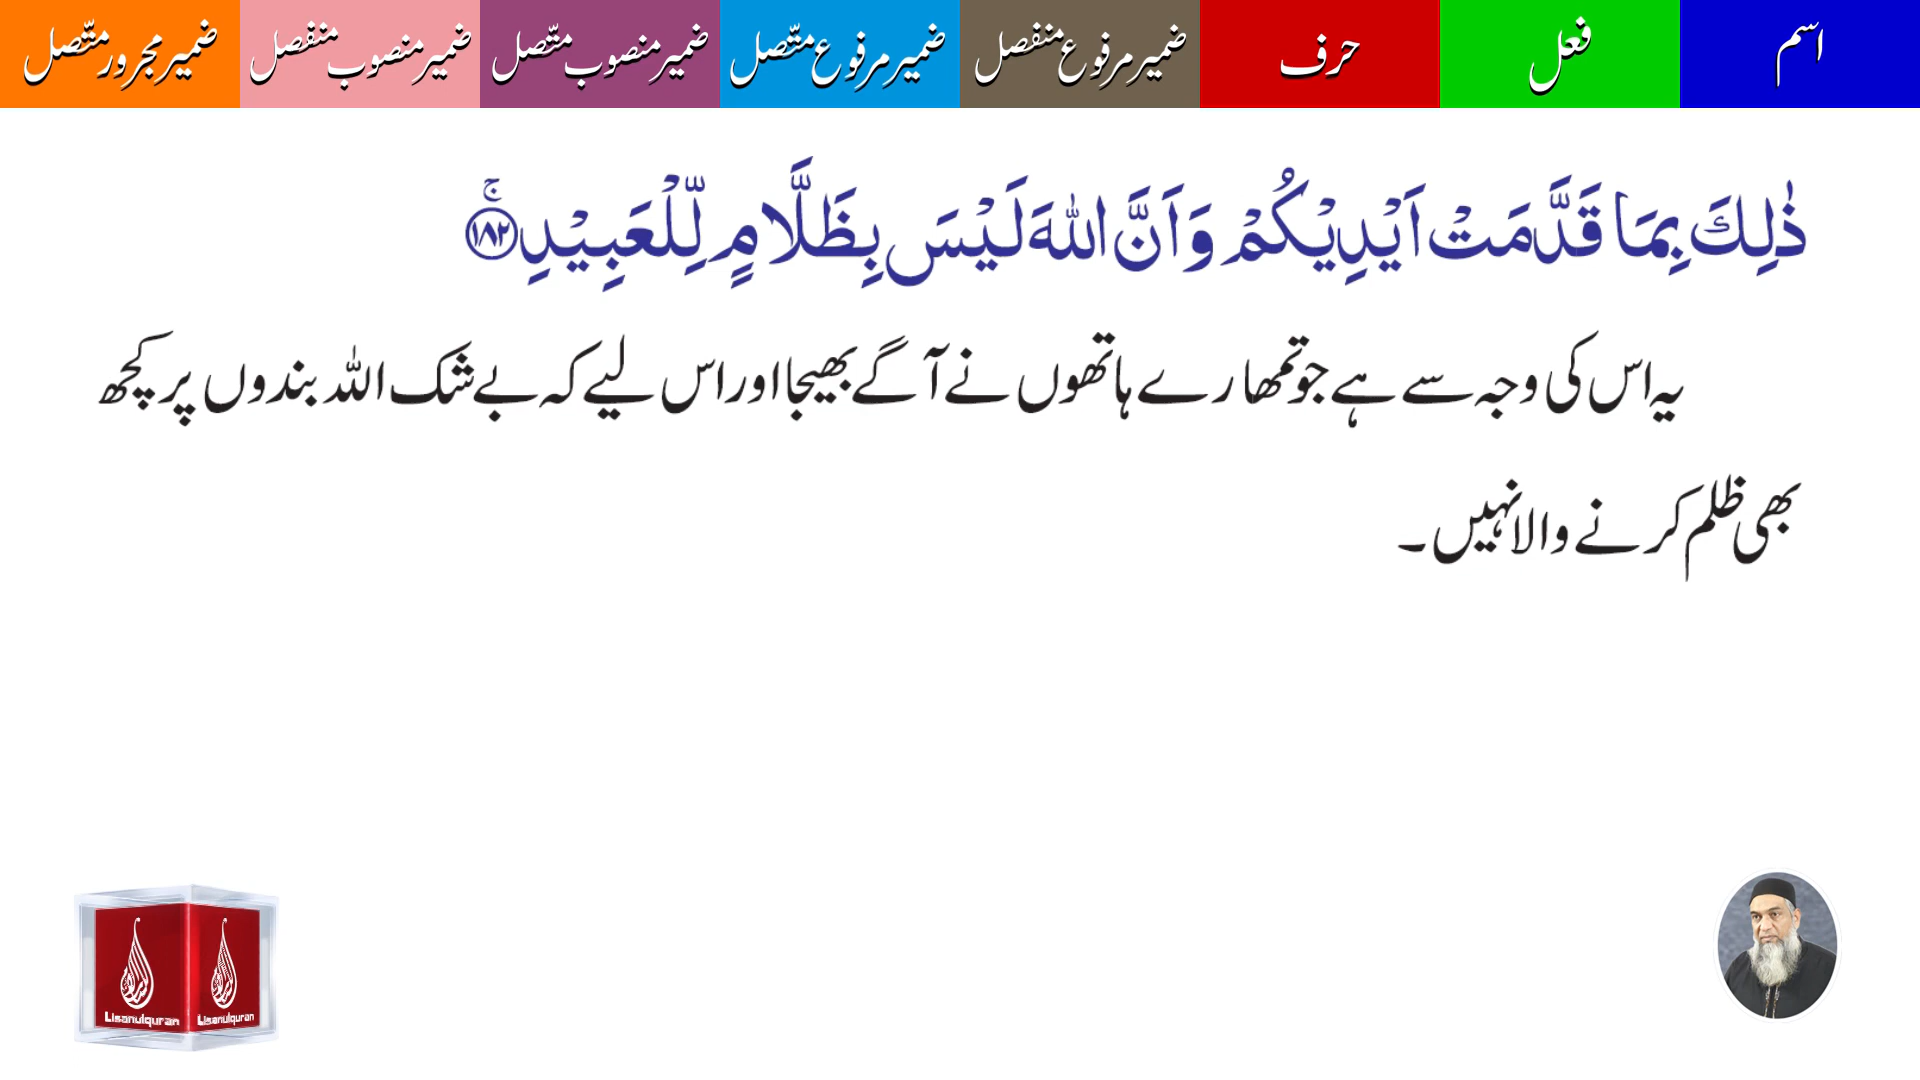 اسم فعل حرف ضمیر مرفوع منفصل ضمیر مرفوع متّصل ضمیر منصوب متّصل ضمیر منصوب منفصل ضمیر مجرور متّصل
ذٰلِكَ بِمَا قَدَّمَتْ اَيْدِيْكُمْ وَ اَنَّ اللّٰهَ لَيْسَ بِظَلَّامٍ لِّلْعَبِيْدِ ۚ۝۱۸۲
یہ اس کی وجہ سے ہے جو تمھارے ہاتھوں نے آگے بھیجا اور اس لیے کہ بے شک اللہ بندوں پر کچھ
بھی ظلم کرنے والا نہیں۔
Lisanulquran Lisanulquran